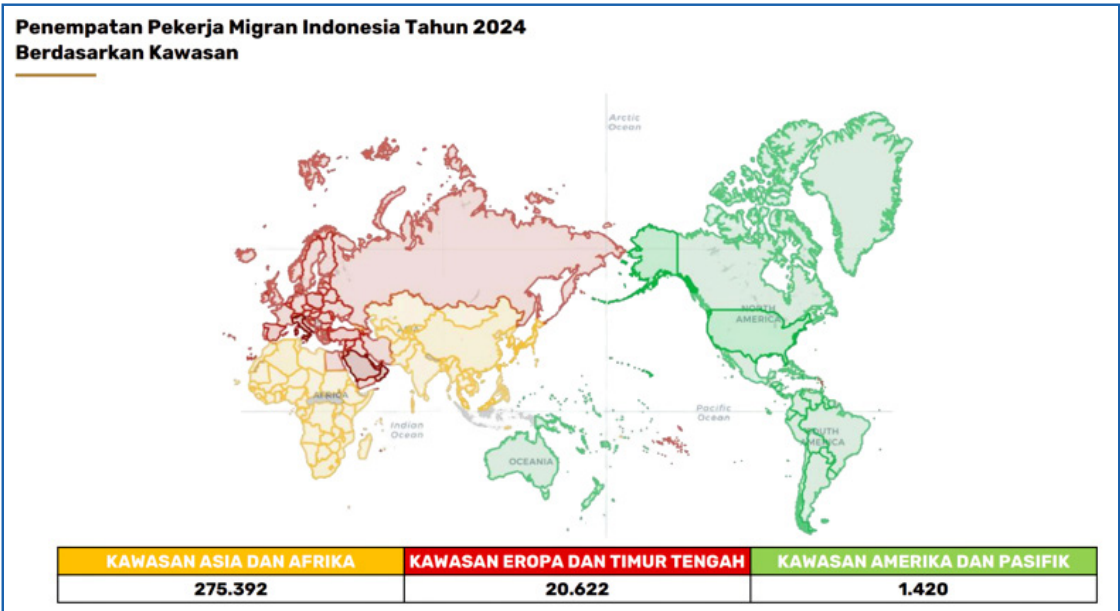 Penempatan Pekerja Migran Indonesia Tahun 2024
Berdasarkan Kawasan
Arctic
Ocean
NORTH
AMERICA
ASIA
AFRICA
Indian
Ocean
Pacific
Ocean
SOUTH
AMERICA
OCEANIA
KAWASAN ASIA DAN AFRIKA KAWASAN EROPA DAN TIMUR TENGAH KAWASAN AMERIKA DAN PASIFIK
275.392 20.622 1.420